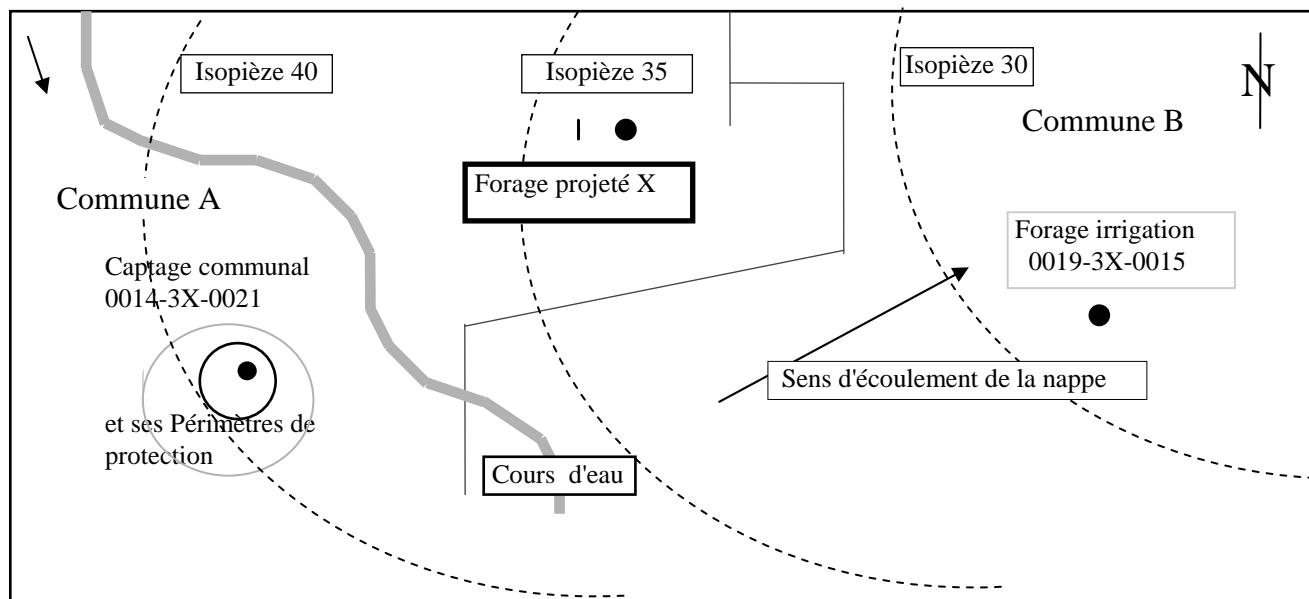 Isopièze 40
Isopièze 35
Isopièze 30
N
Commune B
Forage projeté X
Commune A
Forage irrigation
0019-3X-0015
Captage communal
0014-3X-0021
Sens d'écoulement de la nappe
et ses Périmètres de
protection
Cours d'eau